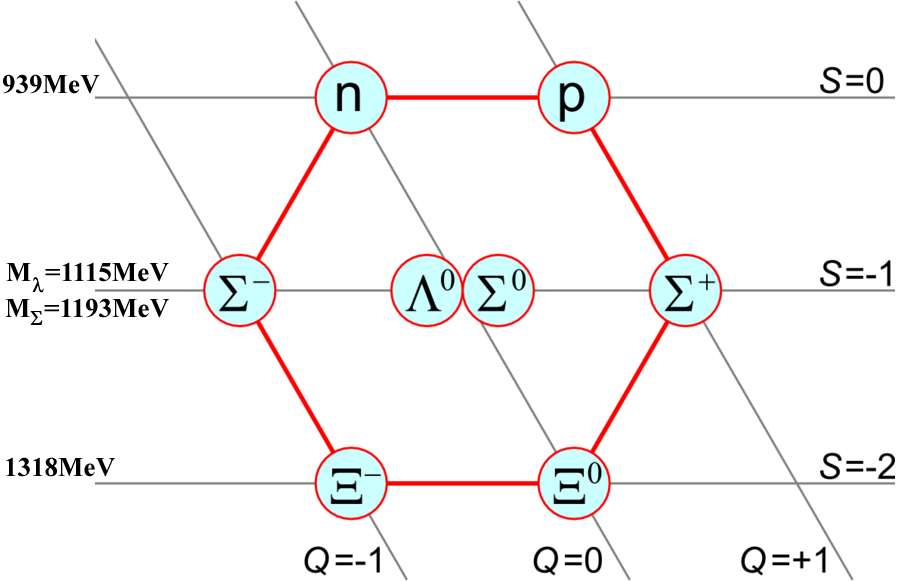 939MeV n p S=0
M_λ=1115MeV
M_Σ=1193MeV
Σ⁻ Λ⁰ Σ⁰ Σ⁺ S=-1
1318MeV Ξ⁻ Ξ⁰ S=-2
Q=-1 Q=0 Q=+1